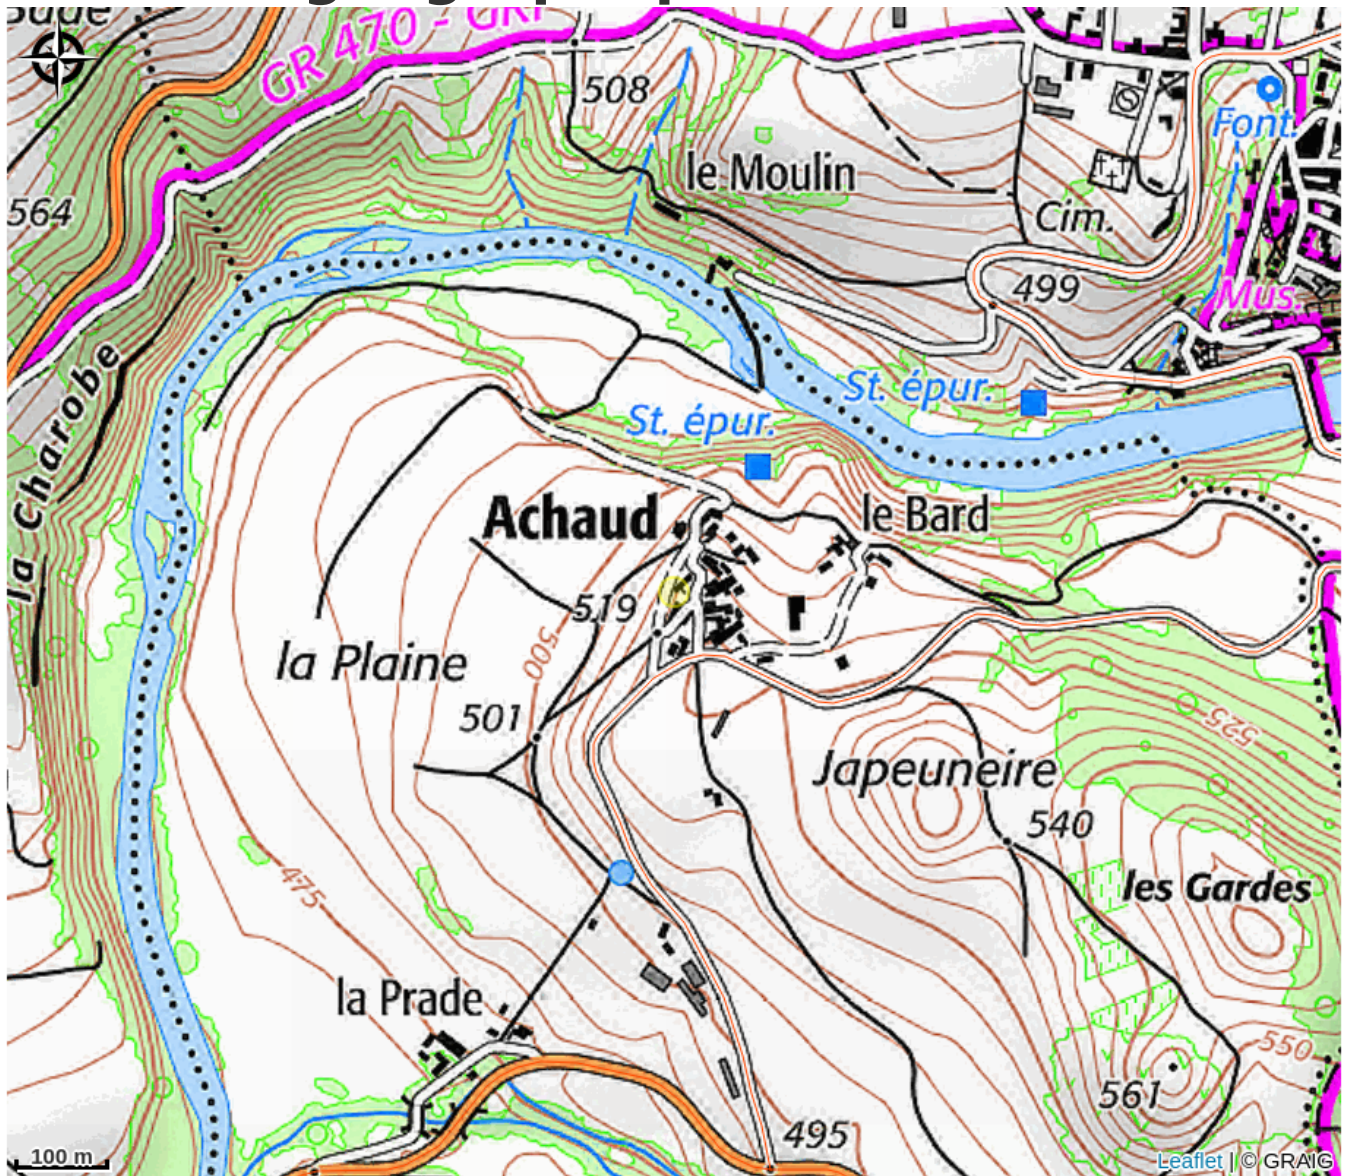 GR 470 - GR
508
le Moulin
Font.
564
Cim.
499
Mus.
la Charobe
St. épur.
St. épur.
Achaud
le Bard
519
500
la Plaine
501
525
Japeuneire
540
les Gardes
475
la Prade
550
561
495
100 m
Leaflet | © GRAIG